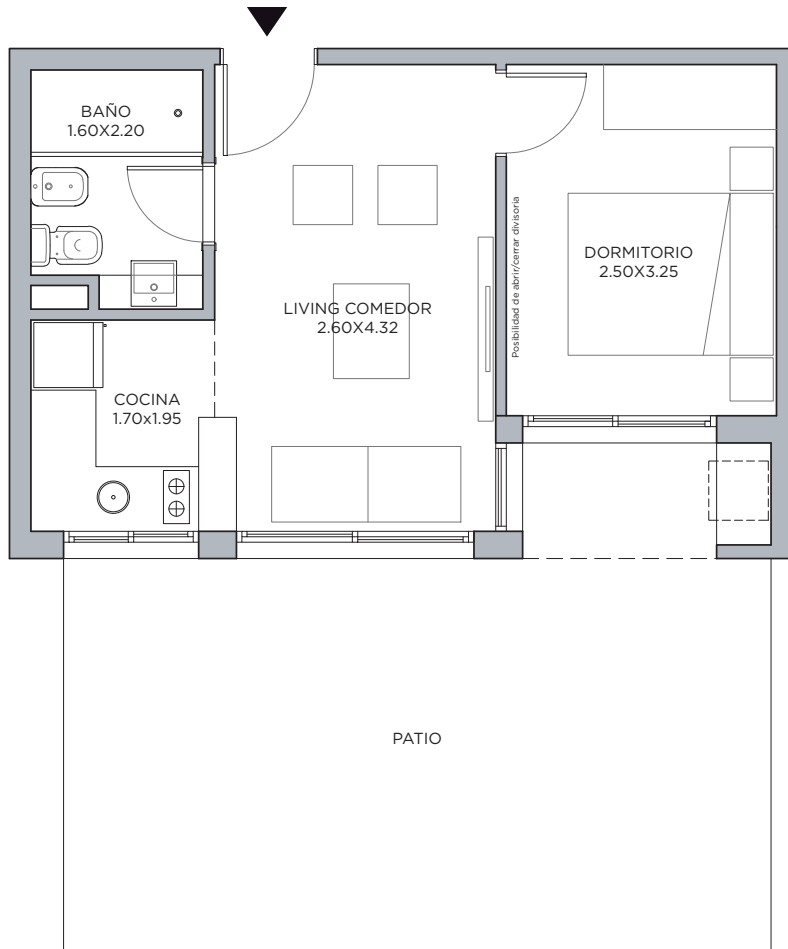 BAÑO
1.60X2.20
DORMITORIO
2.50X3.25
Posibilidad de abrir/cerrar divisoria
LIVING COMEDOR
2.60X4.32
COCINA
1.70x1.95
PATIO